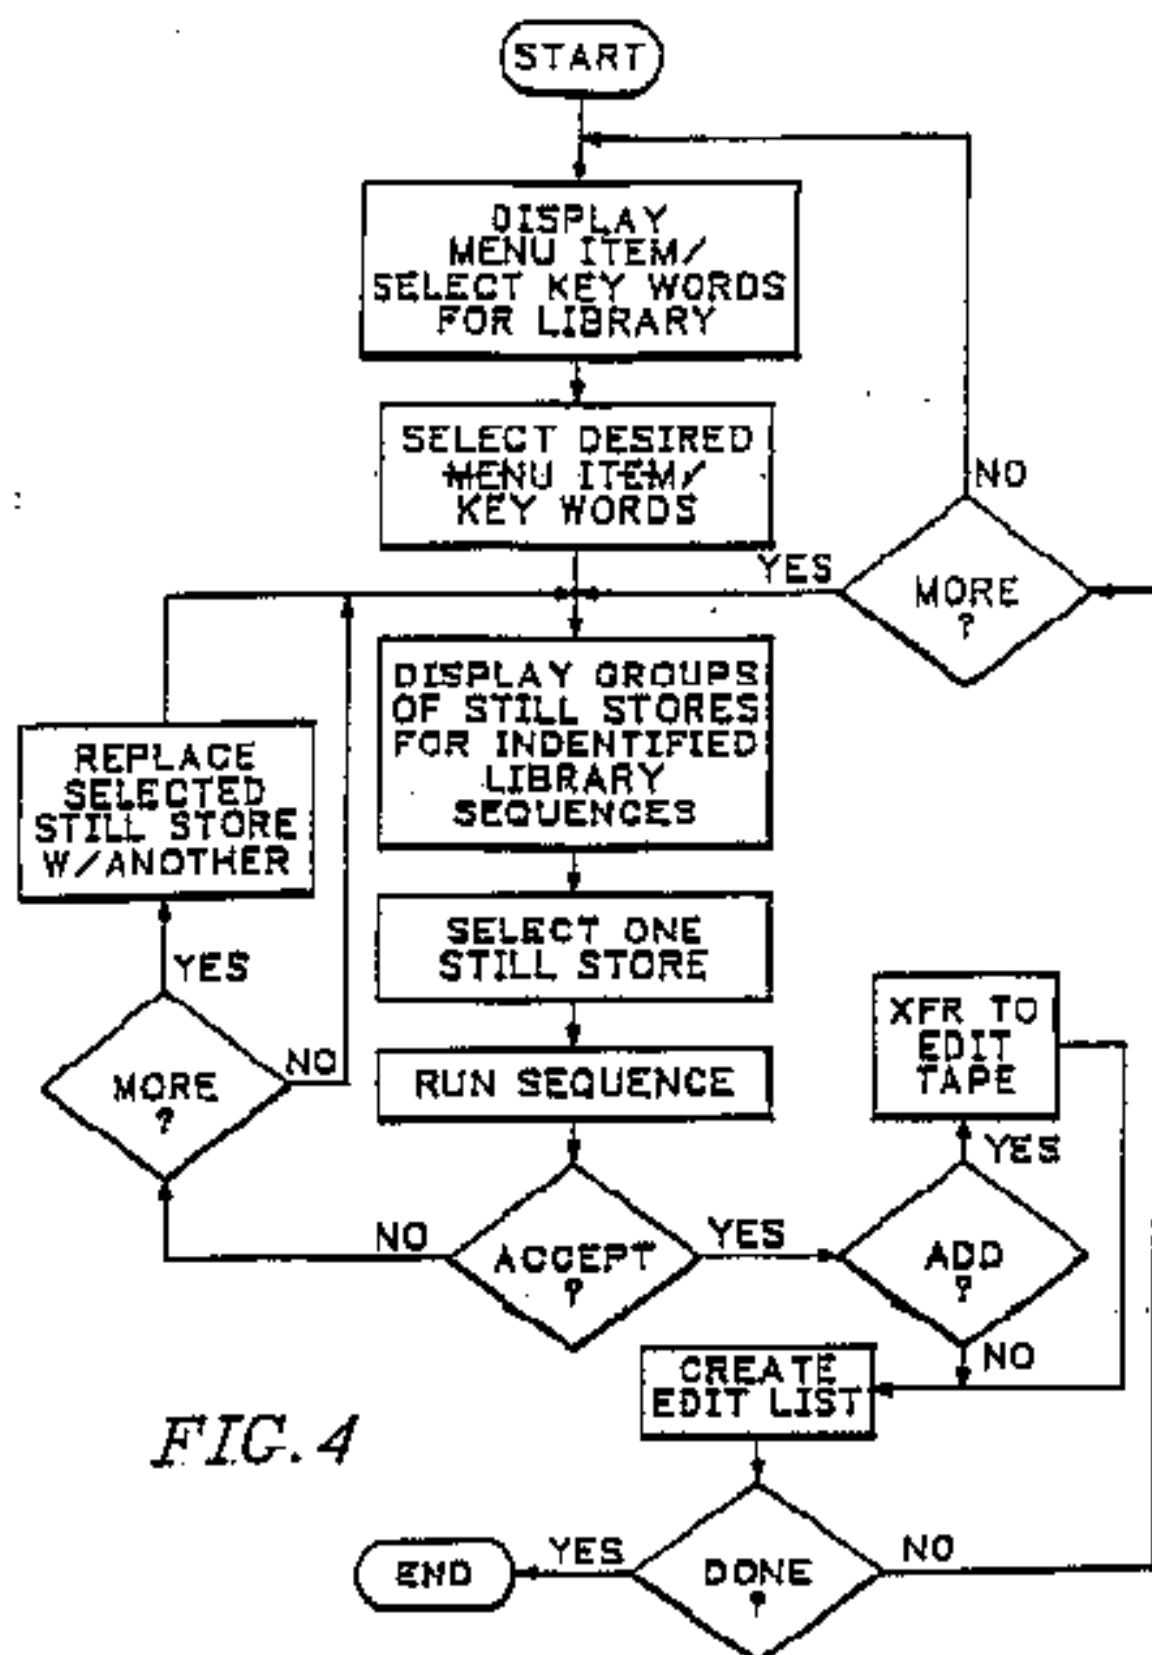 START
DISPLAY
MENU ITEM/
SELECT KEY WORDS
FOR LIBRARY
SELECT DESIRED
MENU ITEM/
KEY WORDS
NO
YES
MORE
?
DISPLAY GROUPS
OF STILL STORES
FOR INDENTIFIED
LIBRARY
SEQUENCES
REPLACE
SELECTED
STILL STORE
W/ANOTHER
SELECT ONE
STILL STORE
YES
MORE
?
NO
RUN SEQUENCE
XFR TO
EDIT
TAPE
YES
NO
ACCEPT
?
YES
ADD
?
NO
CREATE
EDIT LIST
FIG. 4
DONE
?
YES
NO
END